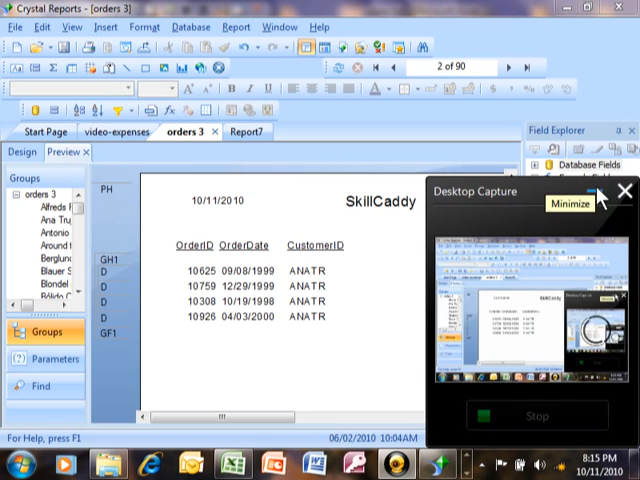 Crystal Reports - [orders 3]
File Edit View Insert Format Database Report Window Help
2 of 90
B I U
Start Page video-expenses orders 3 Report7
Field Explorer
Design Preview
Database Fields
Groups
orders 3
Alfreds F
Ana Tru
Antonio
Around t
Berglun
Blauer S
Blondel
Groups
Parameters
Find
PH
GH1
D
D
D
D
GF1
10/11/2010 SkillCaddy
OrderID OrderDate CustomerID
10625 09/08/1999 ANATR
10759 12/29/1999 ANATR
10308 10/19/1998 ANATR
10926 04/03/2000 ANATR
Desktop Capture
Minimize
Stop
For Help, press F1
06/02/2010 10:04AM
8:15 PM
10/11/2010